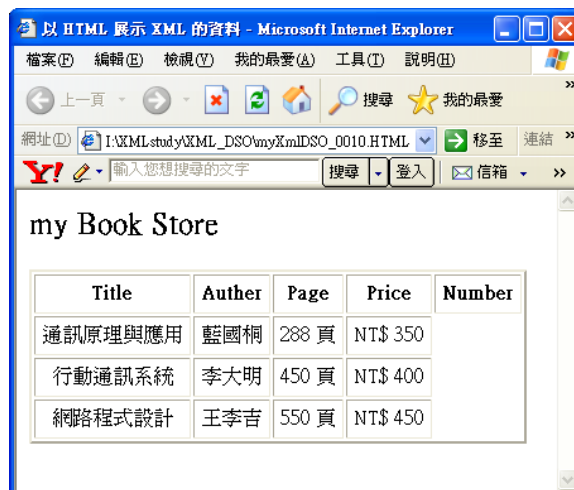 以 HTML 展示 XML 的資料 - Microsoft Internet Explorer
檔案(F) 編輯(E) 檢視(V) 我的最愛(A) 工具(T) 說明(H)
上一頁 搜尋 我的最愛 »
網址(D) I:\XMLstudy\XML_DSO\myXmlDSO_0010.HTML 移至 連結 »
Y! 輸入您想搜尋的文字 搜尋 登入 信箱 »
my Book Store
Title Auther Page Price Number
通訊原理與應用 藍國桐 288 頁 NT$ 350
行動通訊系統 李大明 450 頁 NT$ 400
網路程式設計 王李吉 550 頁 NT$ 450